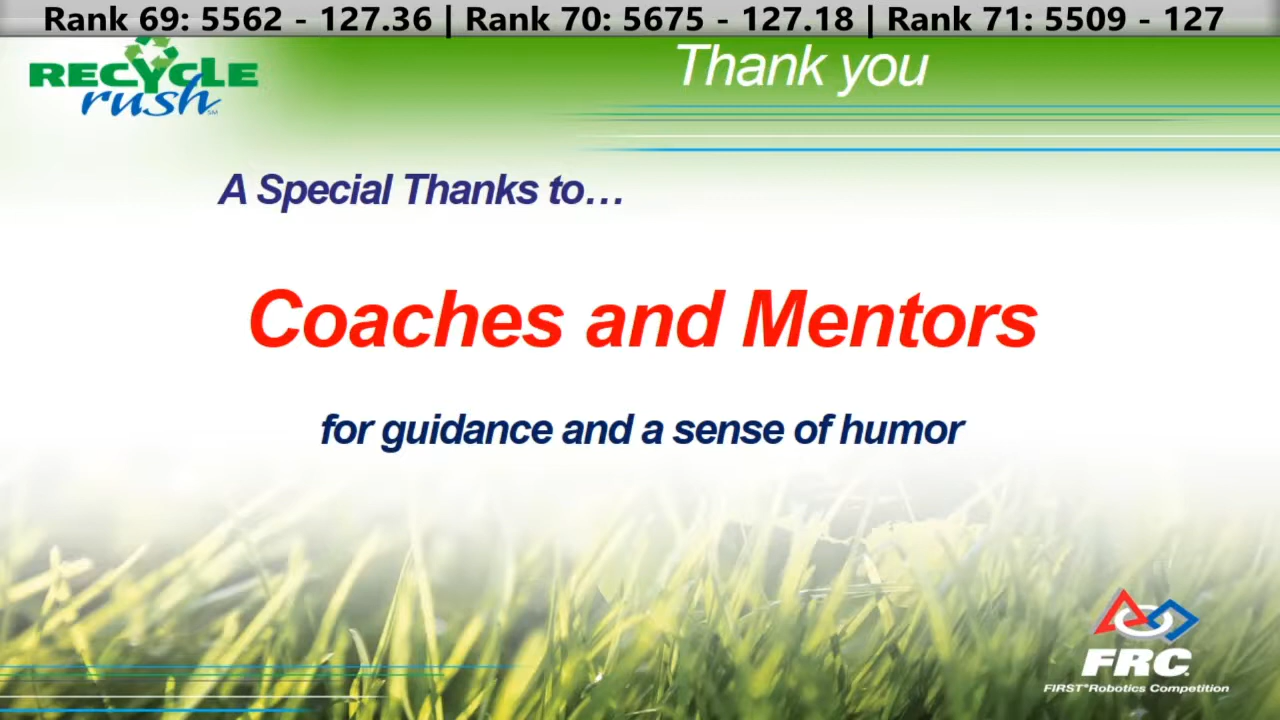 Rank 69: 5562 - 127.36 | Rank 70: 5675 - 127.18 | Rank 71: 5509 - 127
RECYCLE
rush℠
Thank you
A Special Thanks to…
Coaches and Mentors
for guidance and a sense of humor
FRC
FIRST® Robotics Competition